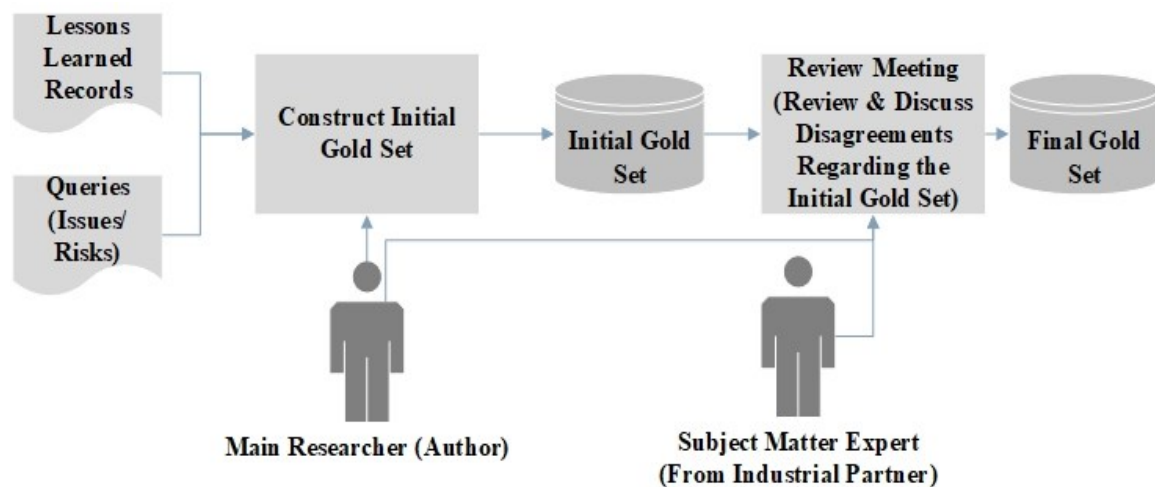 Lessons
Learned
Records
Queries
(Issues/
Risks)
Construct Initial
Gold Set
Initial Gold
Set
Review Meeting
(Review & Discuss
Disagreements
Regarding the
Initial Gold Set)
Final Gold
Set
Main Researcher (Author)
Subject Matter Expert
(From Industrial Partner)